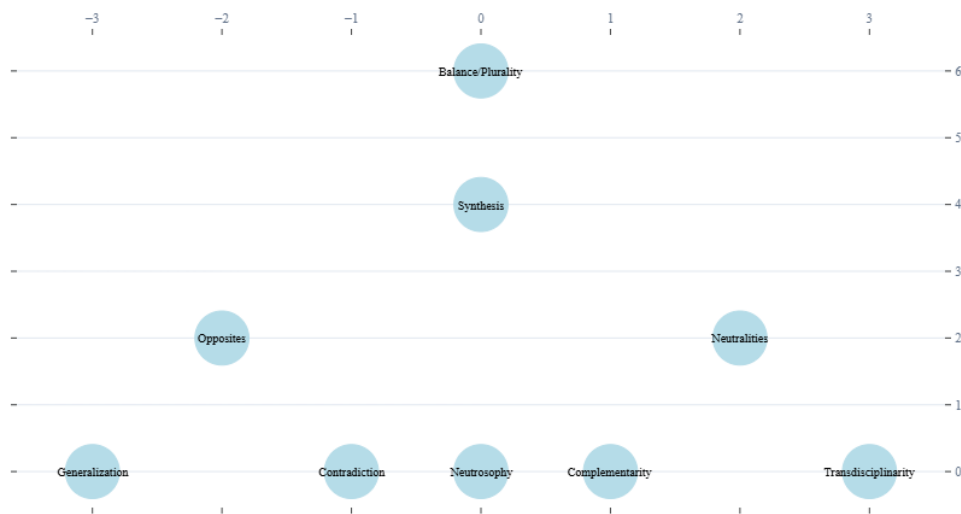 −3 −2 −1 0 1 2 3
Balance/Plurality 6
5
Synthesis 4
3
Opposites Neutralities 2
1
Generalization Contradiction Neutrosophy Complementarity Transdisciplinarity 0